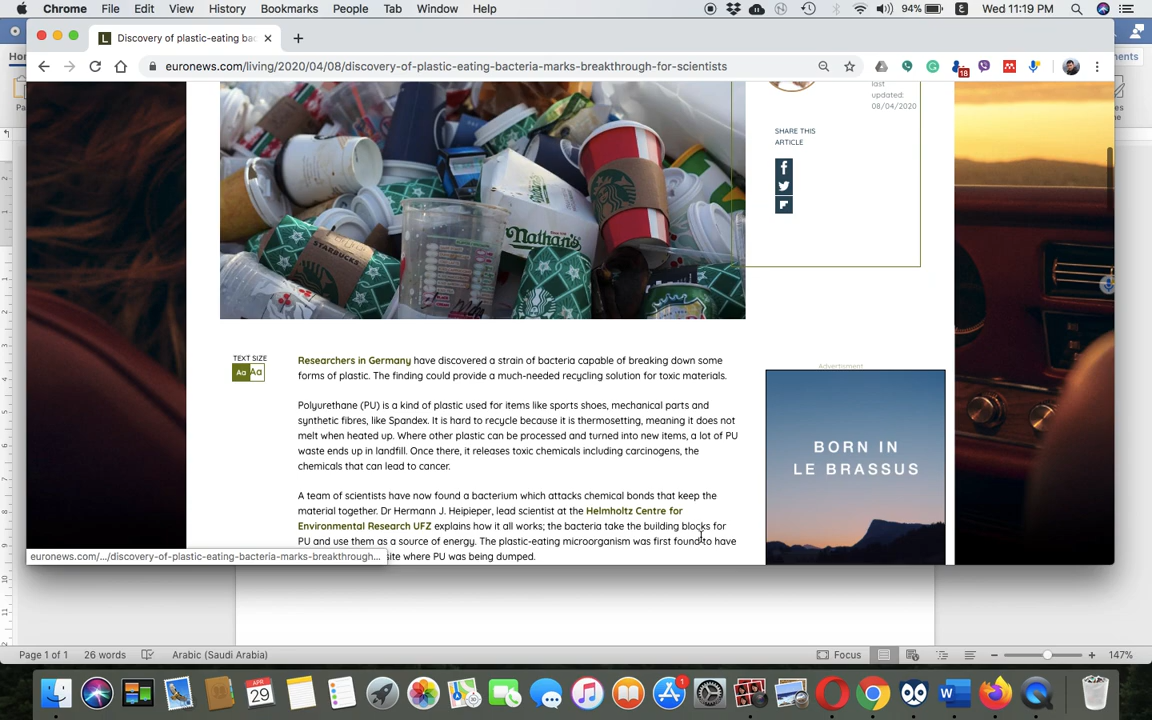 Chrome File Edit View History Bookmarks People Tab Window Help 94% Wed 11:19 PM
Discovery of plastic-eating bac
euronews.com/living/2020/04/08/discovery-of-plastic-eating-bacteria-marks-breakthrough-for-scientists
18
last
updated:
08/04/2020
SHARE THIS
ARTICLE
STARBUCKS
Nathan's
TEXT SIZE
Aa Aa
Researchers in Germany have discovered a strain of bacteria capable of breaking down some
forms of plastic. The finding could provide a much-needed recycling solution for toxic materials.
Polyurethane (PU) is a kind of plastic used for items like sports shoes, mechanical parts and
synthetic fibres, like Spandex. It is hard to recycle because it is thermosetting, meaning it does not
melt when heated up. Where other plastic can be processed and turned into new items, a lot of PU
waste ends up in landfill. Once there, it releases toxic chemicals including carcinogens, the
chemicals that can lead to cancer.
A team of scientists have now found a bacterium which attacks chemical bonds that keep the
material together. Dr Hermann J. Heipieper, lead scientist at the Helmholtz Centre for
Environmental Research UFZ explains how it all works; the bacteria take the building blocks for
PU and use them as a source of energy. The plastic-eating microorganism was first found to have
site where PU was being dumped.
Advertisment
BORN IN
LE BRASSUS
euronews.com/.../discovery-of-plastic-eating-bacteria-marks-breakthrough...
Page 1 of 1 26 words Arabic (Saudi Arabia) Focus 147%
APR
29
1